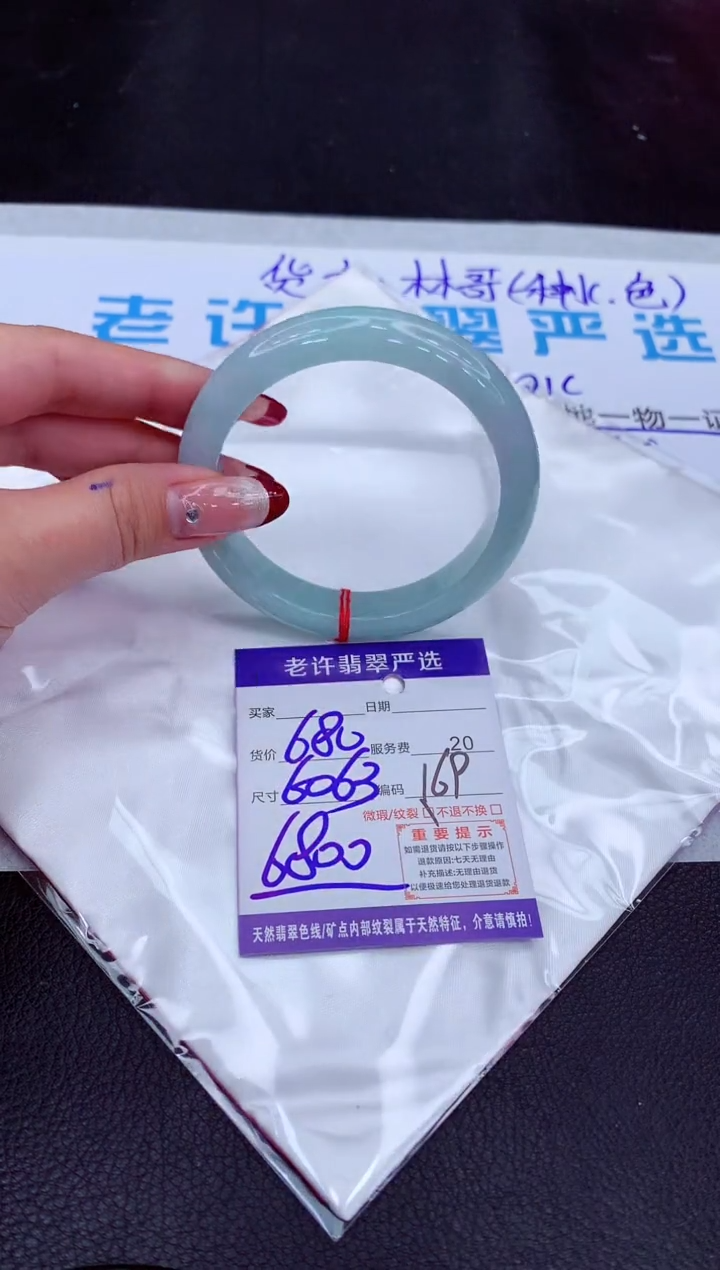 林哥(种水.色)
老许翡翠严选
一物一证
老许翡翠严选
买家 日期
货价 680 服务费 20
尺寸 6063 编码 169
微瑕/纹裂 不退不换
6800
重要提示
如需退货请按以下步骤操作
退款原因:七天无理由
补充描述:无理由退货
以便极速给您处理退货退款
天然翡翠色线/矿点内部纹裂属于天然特征，介意请慎拍!